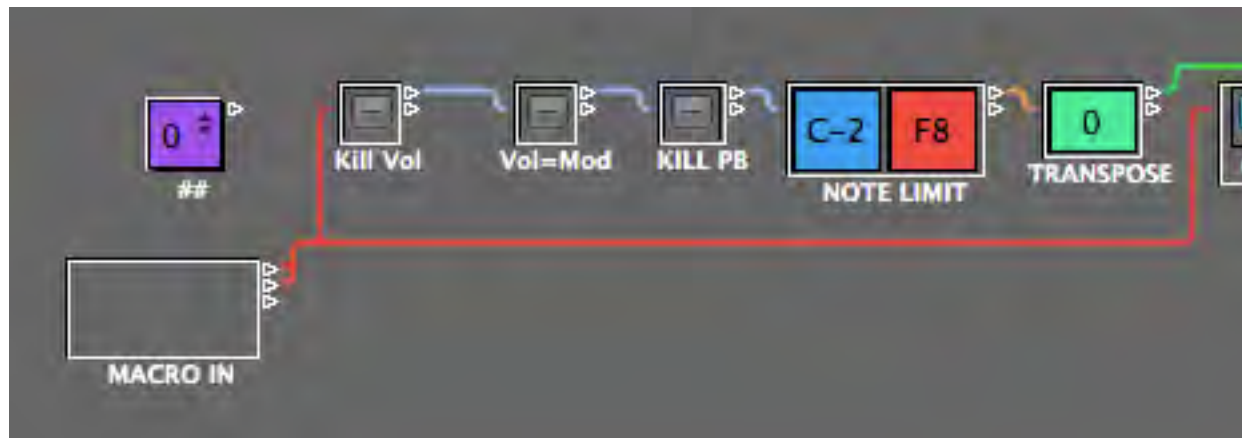 0
##
Kill Vol
Vol=Mod
KILL PB
C-2 F8
NOTE LIMIT
0
TRANSPOSE
MACRO IN